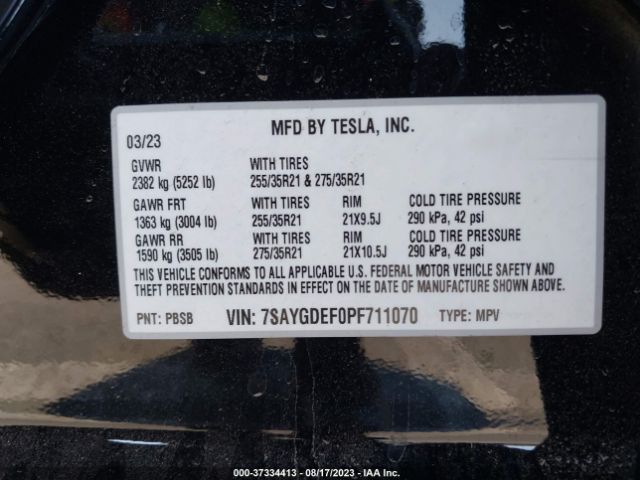 MFD BY TESLA, INC.
03/23
GVWR WITH TIRES
2382 kg (5252 lb) 255/35R21 & 275/35R21
GAWR FRT WITH TIRES RIM COLD TIRE PRESSURE
1363 kg (3004 lb) 255/35R21 21X9.5J 290 kPa, 42 psi
GAWR RR WITH TIRES RIM COLD TIRE PRESSURE
1590 kg (3505 lb) 275/35R21 21X10.5J 290 kPa, 42 psi
THIS VEHICLE CONFORMS TO ALL APPLICABLE U.S. FEDERAL MOTOR VEHICLE SAFETY AND
THEFT PREVENTION STANDARDS IN EFFECT ON THE DATE OF MANUFACTURE SHOWN ABOVE.
PNT: PBSB VIN: 7SAYGDEF0PF711070 TYPE: MPV
000-37334413 - 08/17/2023 - IAA Inc.